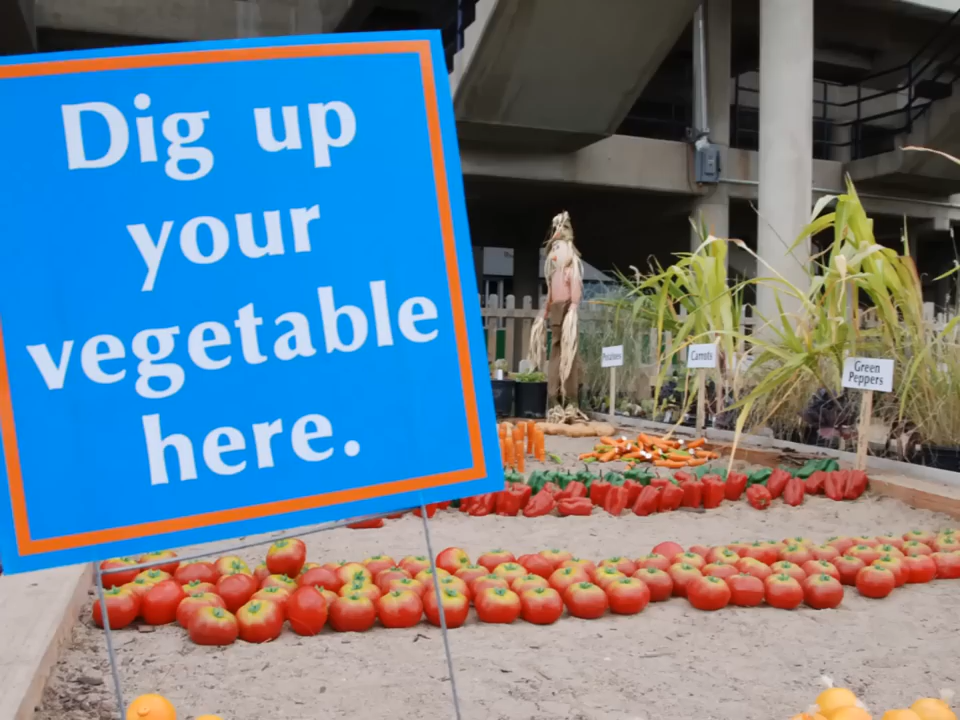 Dig up
your
vegetable
here.
Carrots
Green
Peppers